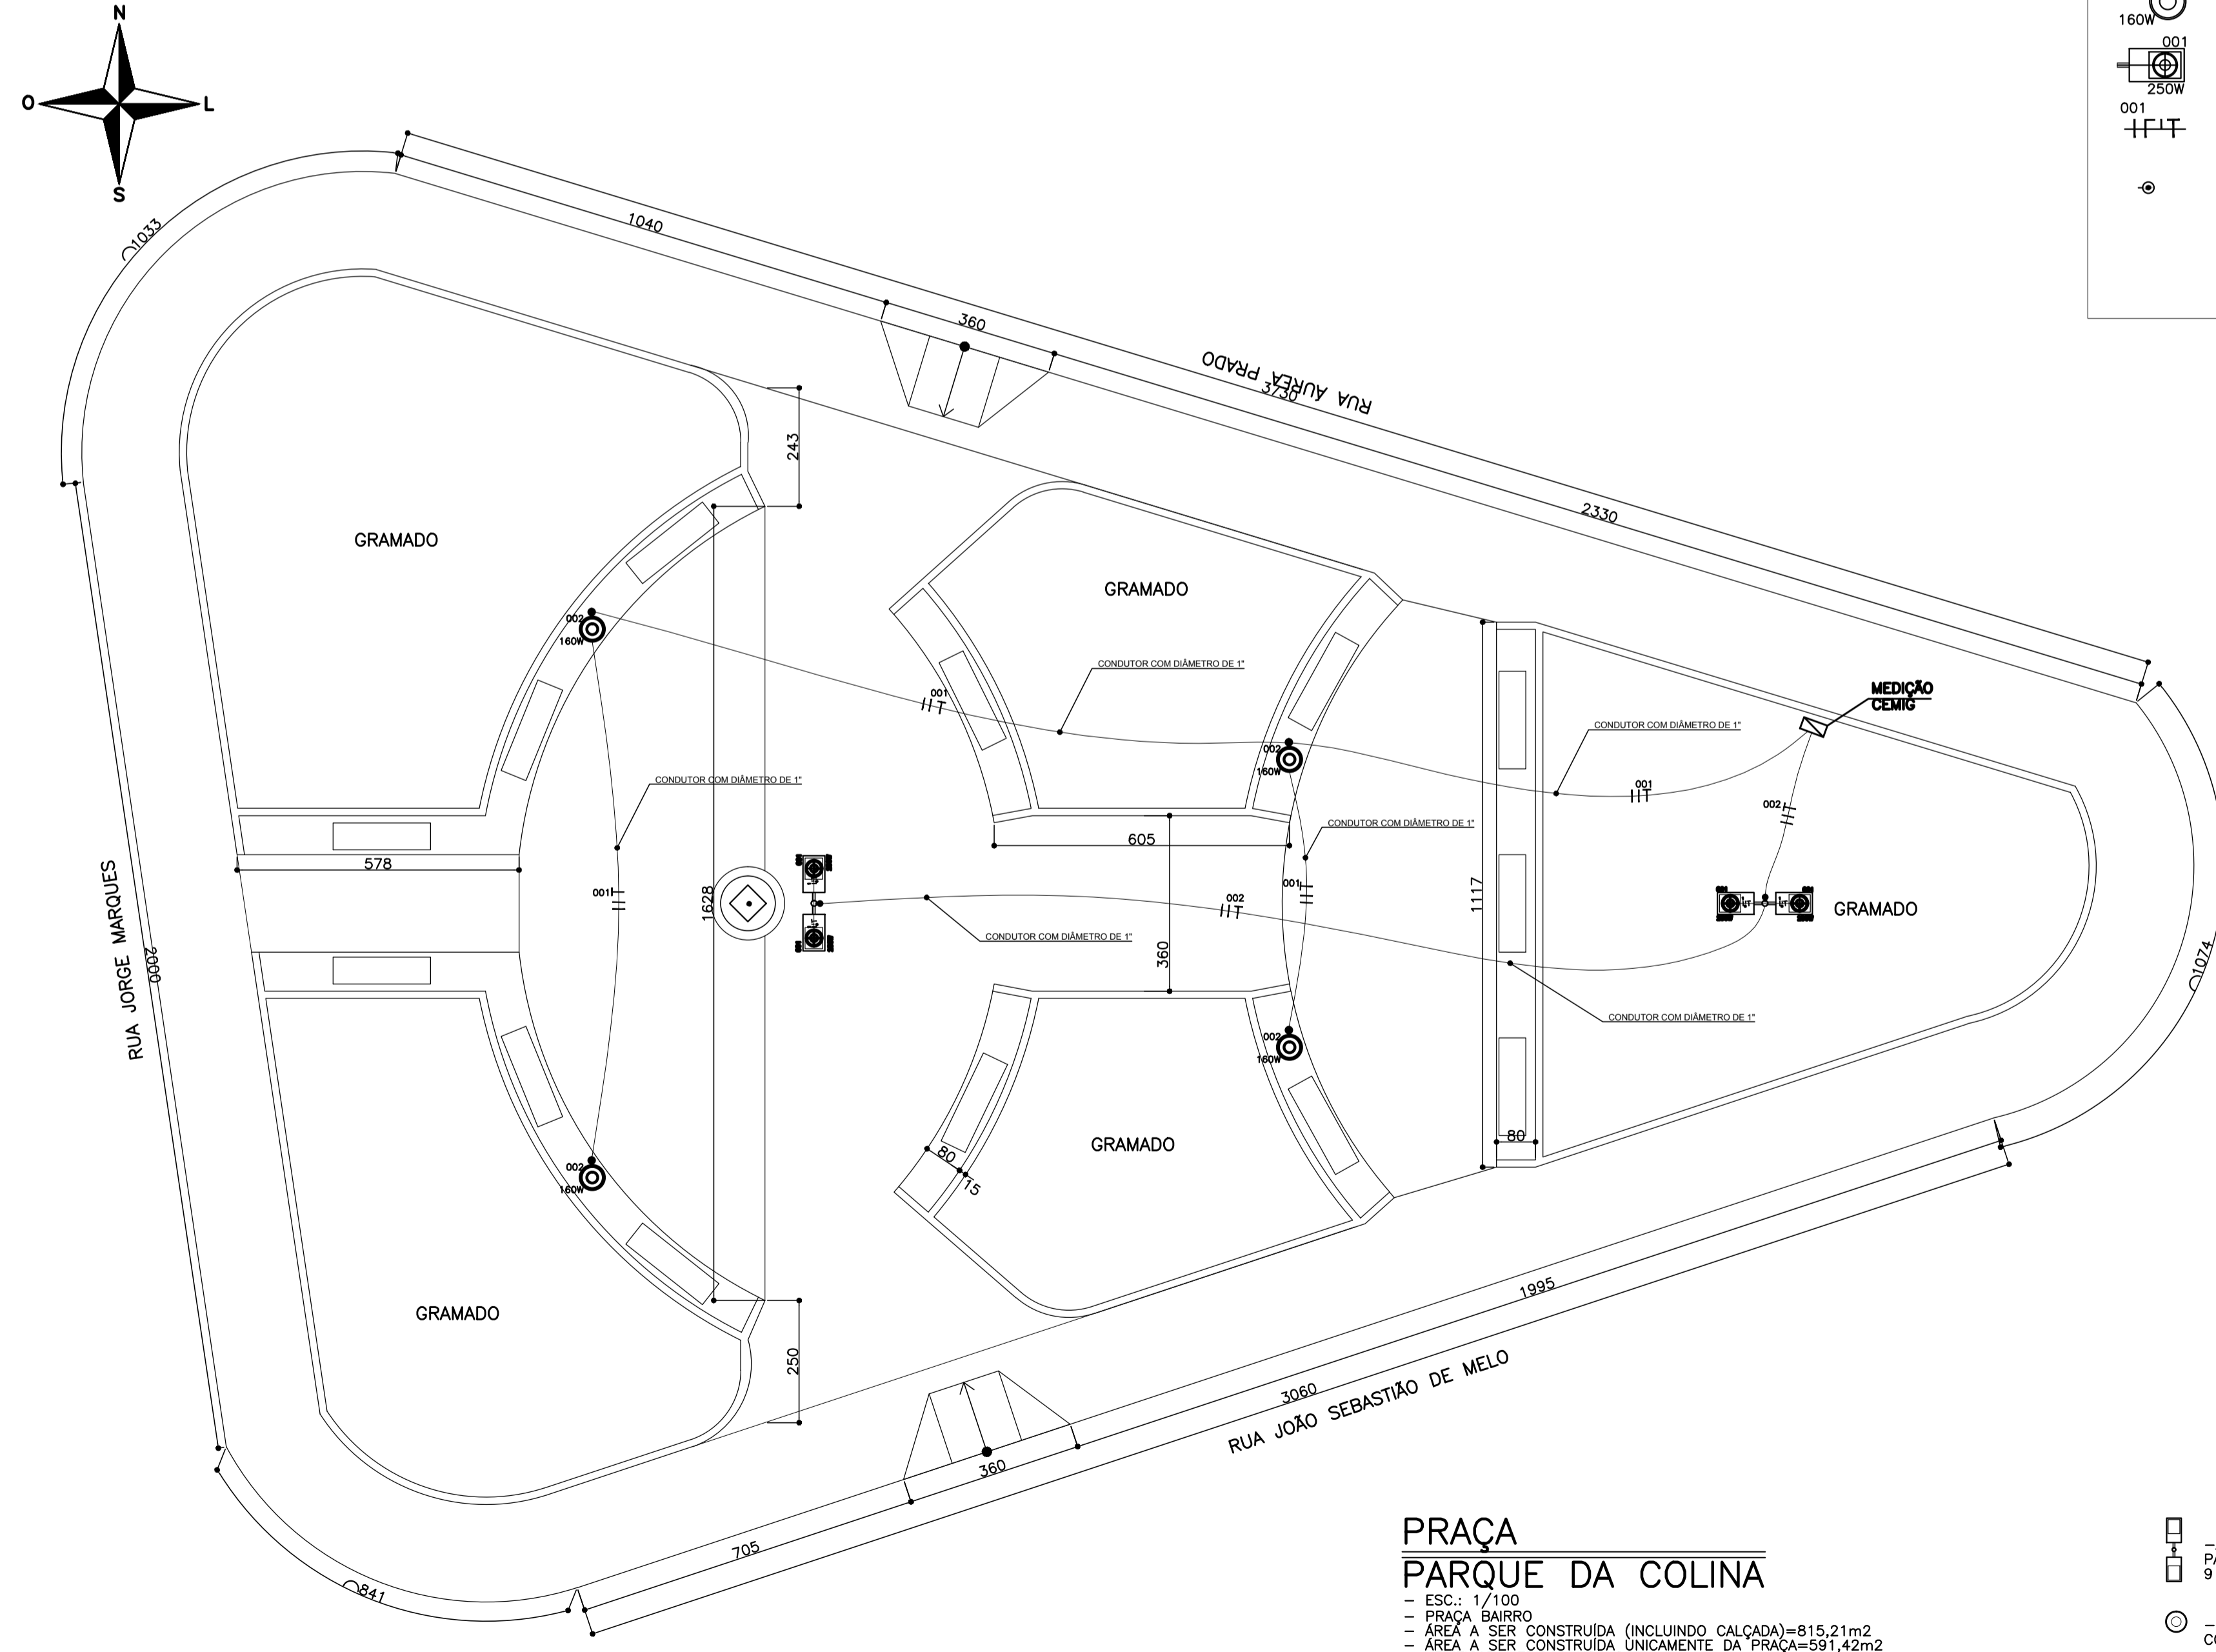 N
O
L
S
160W
001
250W
001
1033
1040
360
RUA ÁUREA PRADO
3730
243
2330
GRAMADO
GRAMADO
002
160W
CONDUTOR COM DIÂMETRO DE 1"
001
MEDIÇÃO
CEMIG
CONDUTOR COM DIÂMETRO DE 1"
002
160W
001
002
CONDUTOR COM DIÂMETRO DE 1"
CONDUTOR COM DIÂMETRO DE 1"
605
578
001
1628
001
002
1117
GRAMADO
RUA JORGE MARQUES
2000
CONDUTOR COM DIÂMETRO DE 1"
360
1074
CONDUTOR COM DIÂMETRO DE 1"
002
160W
80
GRAMADO
80
15
002
160W
GRAMADO
250
1995
3060
RUA JOÃO SEBASTIÃO DE MELO
360
705
841
PRAÇA
PARQUE DA COLINA
- ESC.: 1/100
- PRAÇA BAIRRO
- ÁREA A SER CONSTRUÍDA (INCLUINDO CALÇADA)=815,21m2
- ÁREA A SER CONSTRUÍDA UNICAMENTE DA PRAÇA=591,42m2